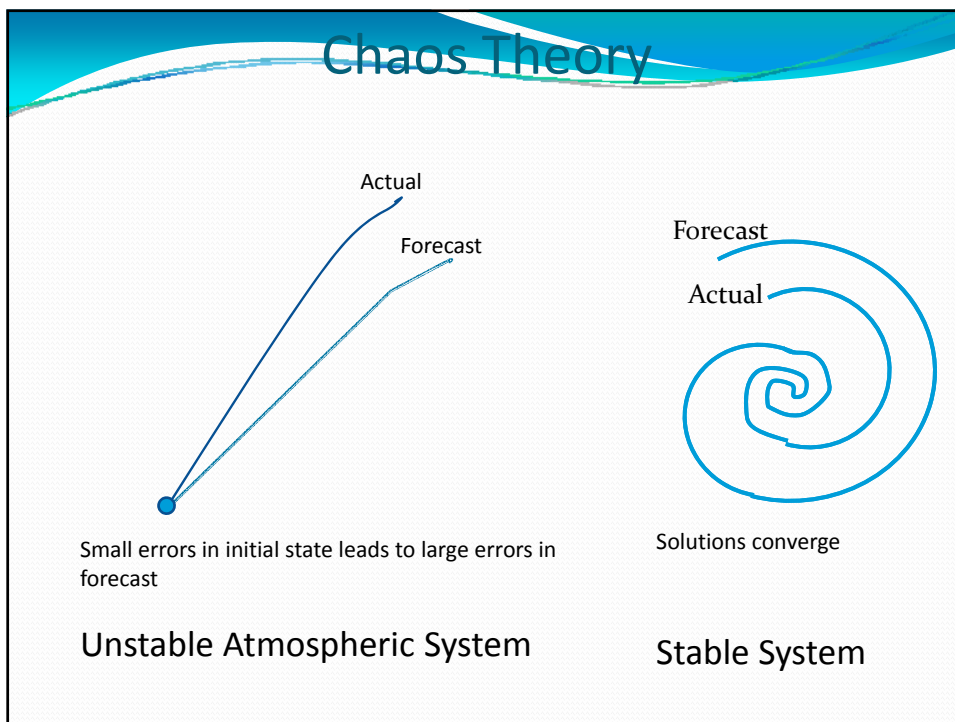 Chaos Theory
Actual
Forecast
Small errors in initial state leads to large errors in
forecast
Unstable Atmospheric System
Forecast
Actual
Solutions converge
Stable System